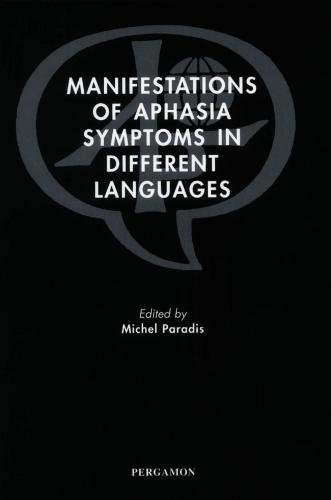 MANIFESTATIONS
OF APHASIA
SYMPTOMS IN
DIFFERENT
LANGUAGES
Edited by
Michel Paradis
PERGAMON